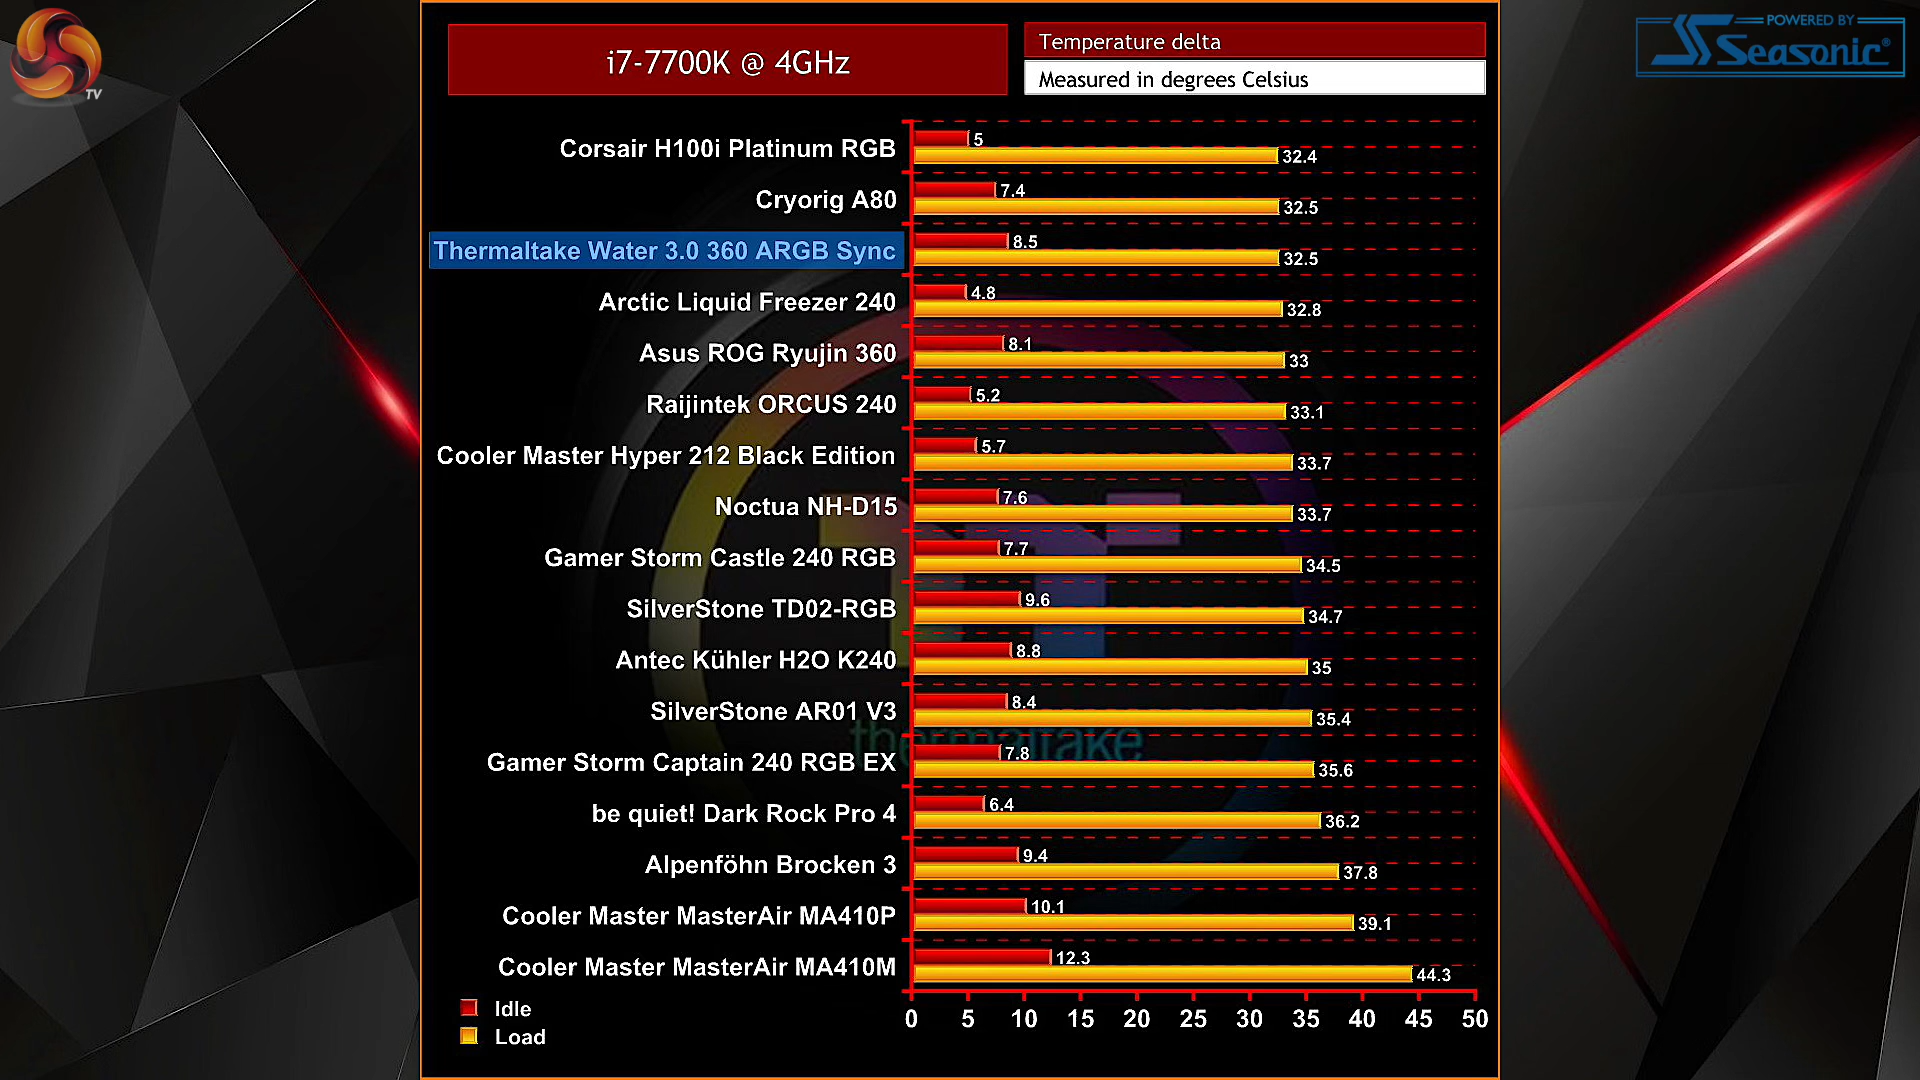 TV
i7-7700K @ 4GHz
Temperature delta
Measured in degrees Celsius
POWERED BY
Seasonic®
Corsair H100i Platinum RGB
5
32.4
Cryorig A80
7.4
32.5
Thermaltake Water 3.0 360 ARGB Sync
8.5
32.5
Arctic Liquid Freezer 240
4.8
32.8
Asus ROG Ryujin 360
8.1
33
Raijintek ORCUS 240
5.2
33.1
Cooler Master Hyper 212 Black Edition
5.7
33.7
Noctua NH-D15
7.6
33.7
Gamer Storm Castle 240 RGB
7.7
34.5
SilverStone TD02-RGB
9.6
34.7
Antec Kühler H2O K240
8.8
35
SilverStone AR01 V3
8.4
35.4
thermaltake
Gamer Storm Captain 240 RGB EX
7.8
35.6
be quiet! Dark Rock Pro 4
6.4
36.2
Alpenföhn Brocken 3
9.4
37.8
Cooler Master MasterAir MA410P
10.1
39.1
Cooler Master MasterAir MA410M
12.3
44.3
0 5 10 15 20 25 30 35 40 45 50
Idle
Load